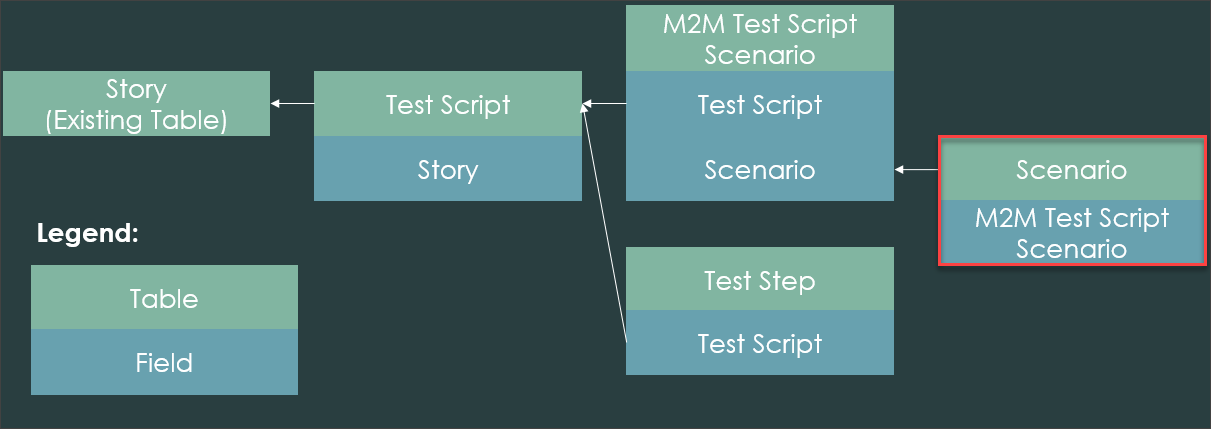 Story
(Existing Table)
Test Script
Story
M2M Test Script
Scenario
Test Script
Scenario
Scenario
M2M Test Script
Scenario
Test Step
Test Script
Legend:
Table
Field